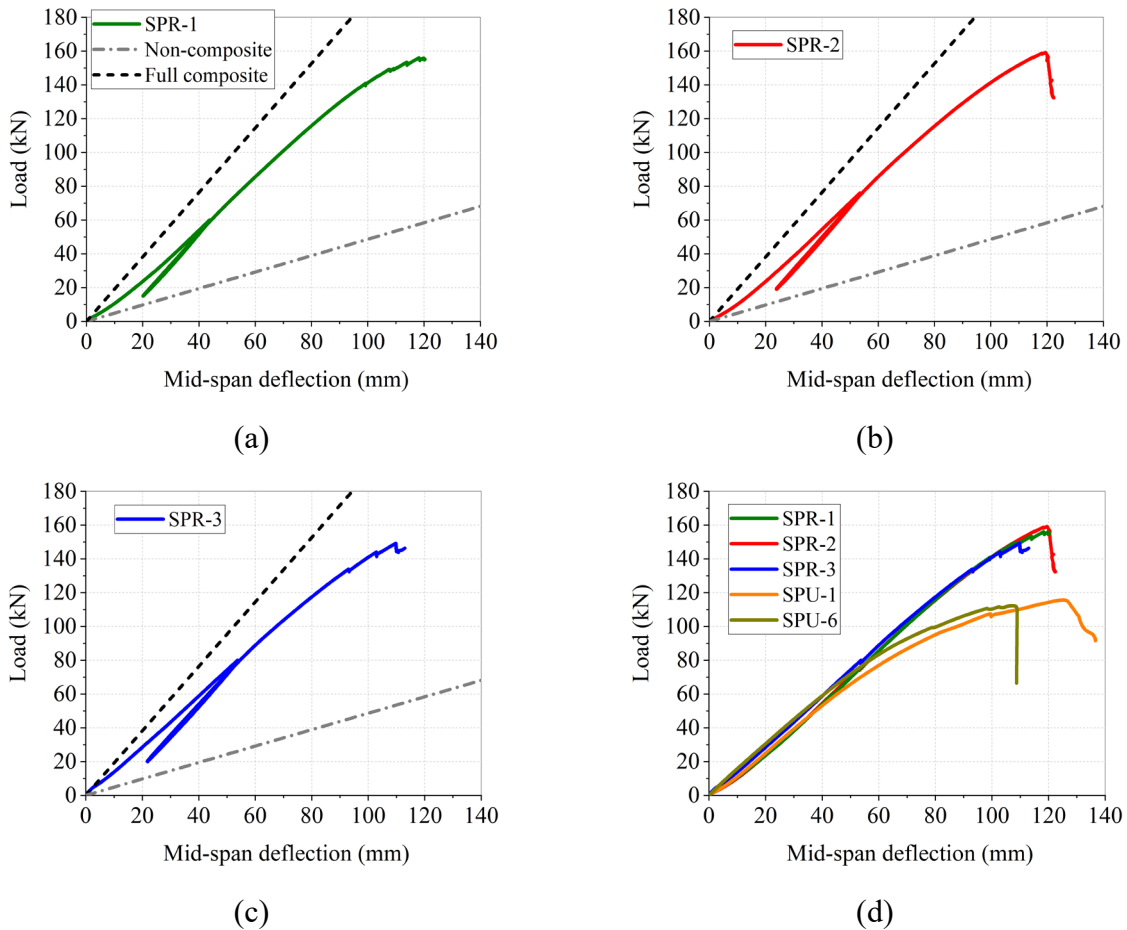 180
160
140
120
100
80
60
40
20
0
Load (kN)
SPR-1
Non-composite
Full composite
0 20 40 60 80 100 120 140
Mid-span deflection (mm)
(a)
180
160
140
120
100
80
60
40
20
0
Load (kN)
SPR-2
0 20 40 60 80 100 120 140
Mid-span deflection (mm)
(b)
180
160
140
120
100
80
60
40
20
0
Load (kN)
SPR-3
0 20 40 60 80 100 120 140
Mid-span deflection (mm)
(c)
180
160
140
120
100
80
60
40
20
0
Load (kN)
SPR-1
SPR-2
SPR-3
SPU-1
SPU-6
0 20 40 60 80 100 120 140
Mid-span deflection (mm)
(d)